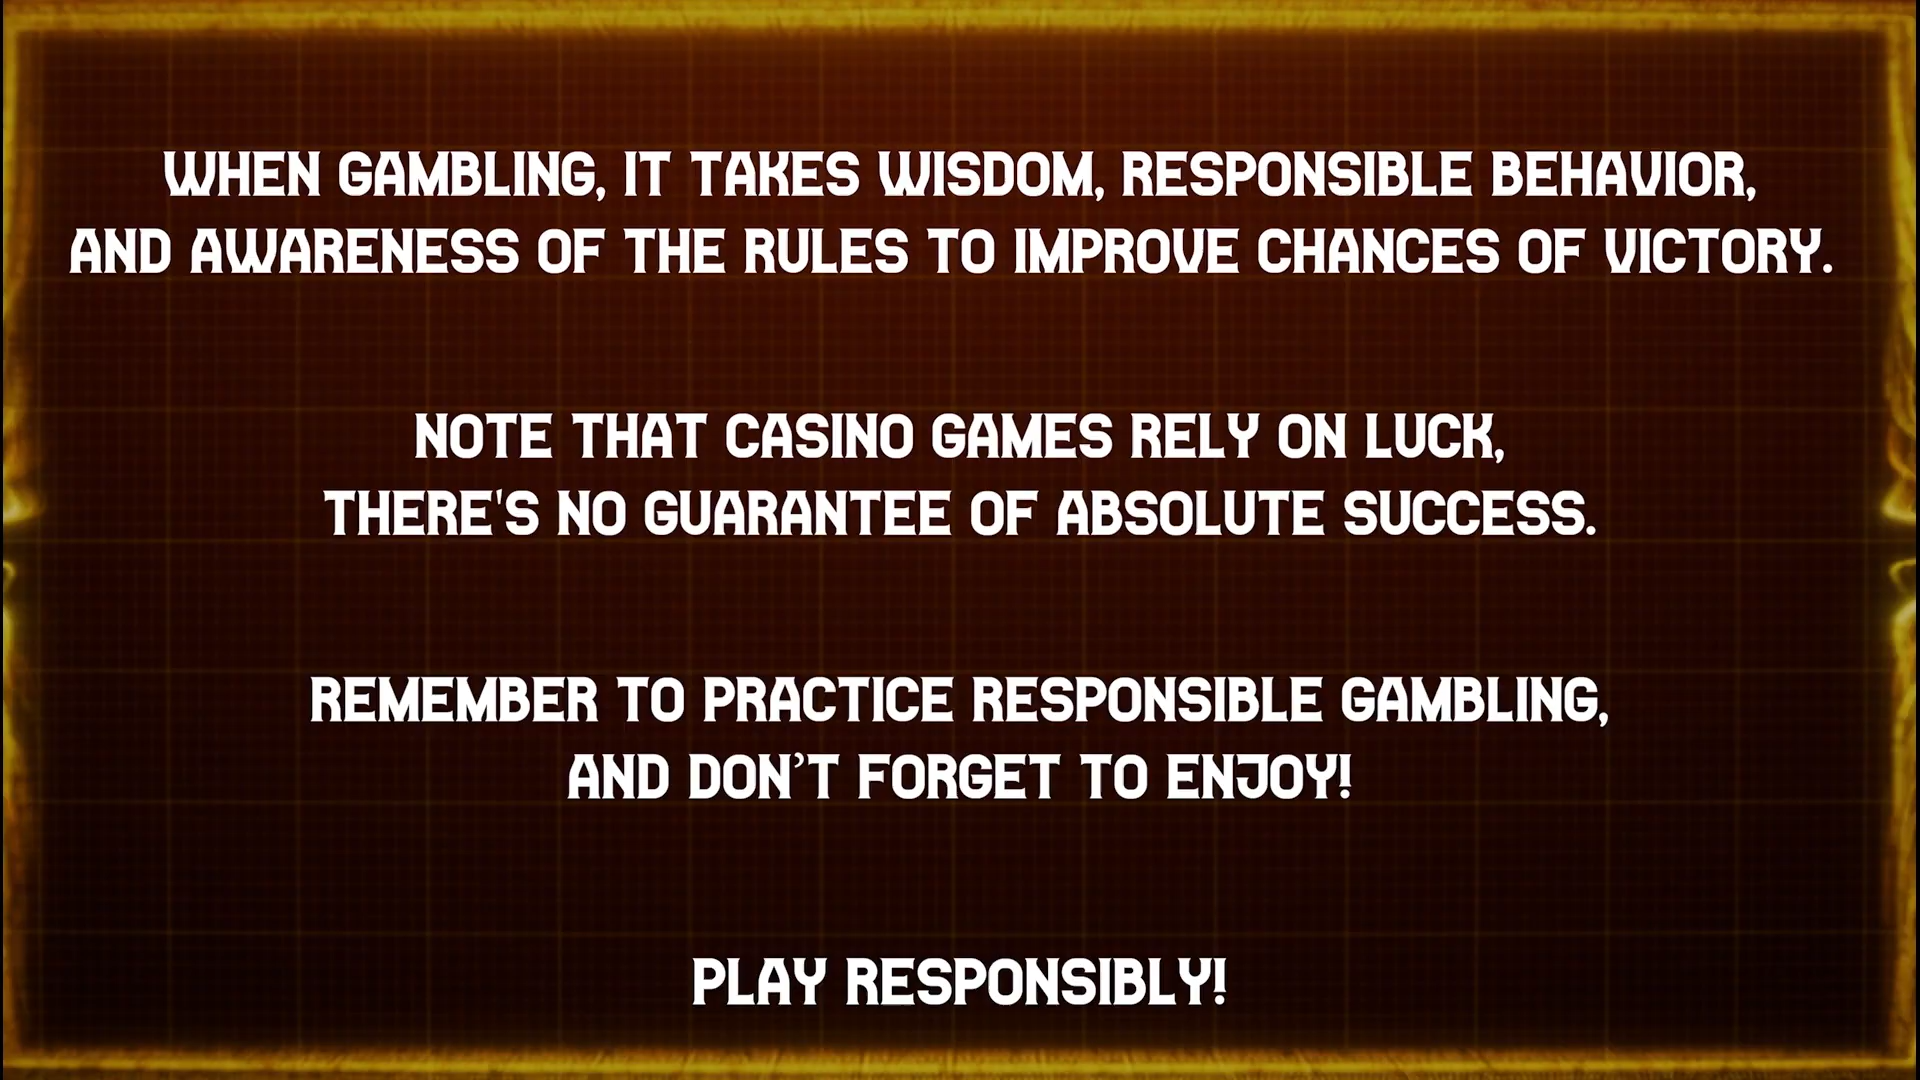 WHEN GAMBLING, IT TAKES WISDOM, RESPONSIBLE BEHAVIOR,
AND AWARENESS OF THE RULES TO IMPROVE CHANCES OF VICTORY.
NOTE THAT CASINO GAMES RELY ON LUCK,
THERE'S NO GUARANTEE OF ABSOLUTE SUCCESS.
REMEMBER TO PRACTICE RESPONSIBLE GAMBLING,
AND DON’T FORGET TO ENJOY!
PLAY RESPONSIBLY!